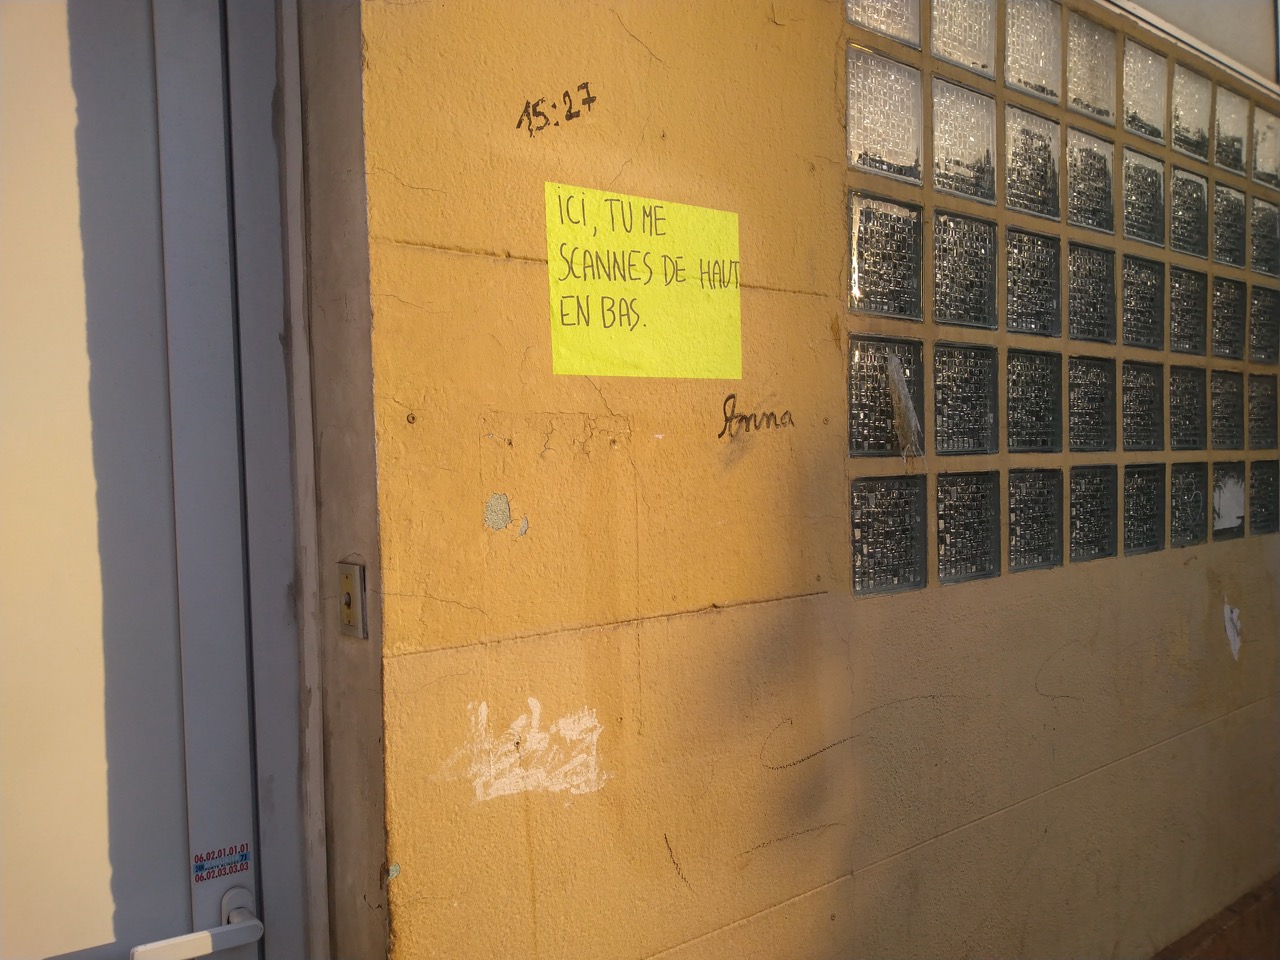 15:27
ICI, TU ME
SCANNES DE HAUT
EN BAS.
Anna
06.02.01.01.01
06.02.03.03.03